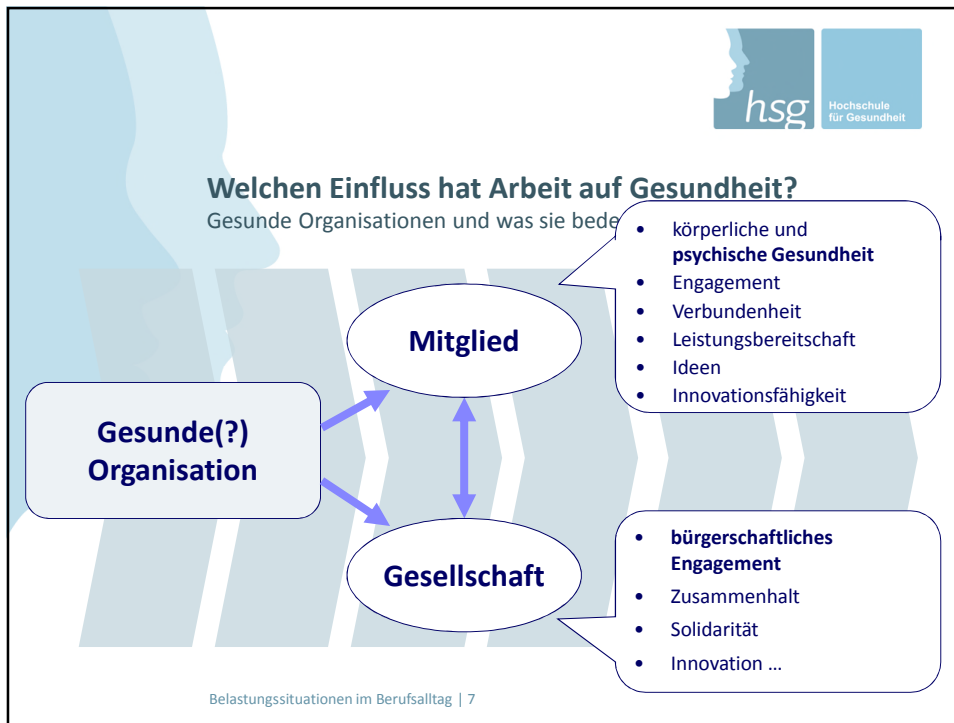 hsg
Hochschule
für Gesundheit
Welchen Einfluss hat Arbeit auf Gesundheit?
Gesunde Organisationen und was sie
• körperliche und
psychische Gesundheit
• Engagement
• Verbundenheit
• Leistungsbereitschaft
• Ideen
• Innovationsfähigkeit
Mitglied
Gesunde(?)
Organisation
Gesellschaft
• bürgerschaftliches
Engagement
• Zusammenhalt
• Solidarität
• Innovation ...
Belastungssituationen im Berufsalltag | 7